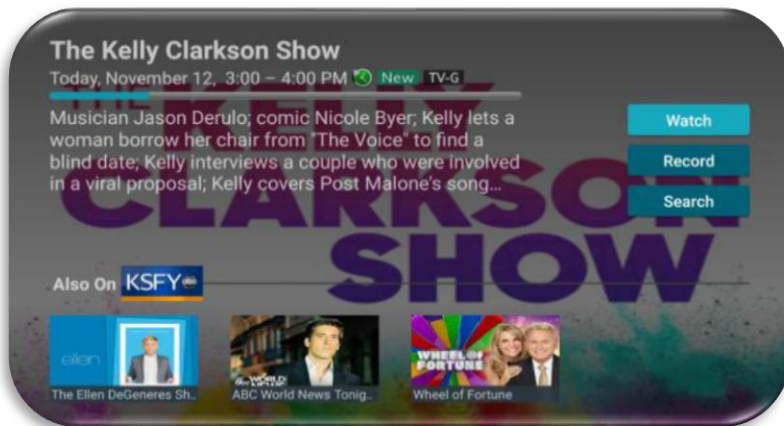 The Kelly Clarkson Show
Today, November 12, 3:00 – 4:00 PM New TV-G
Musician Jason Derulo; comic Nicole Byer; Kelly lets a
woman borrow her chair from "The Voice" to find a
blind date; Kelly interviews a couple who were involved
in a viral proposal; Kelly covers Post Malone's song...
Watch
Record
Search
THE
KELLY
CLARKSON
SHOW
Also On KSFY abc
ellen
The Ellen DeGeneres Sh..
WORLD
ABC World News Tonig..
WHEEL of
FORTUNE
Wheel of Fortune